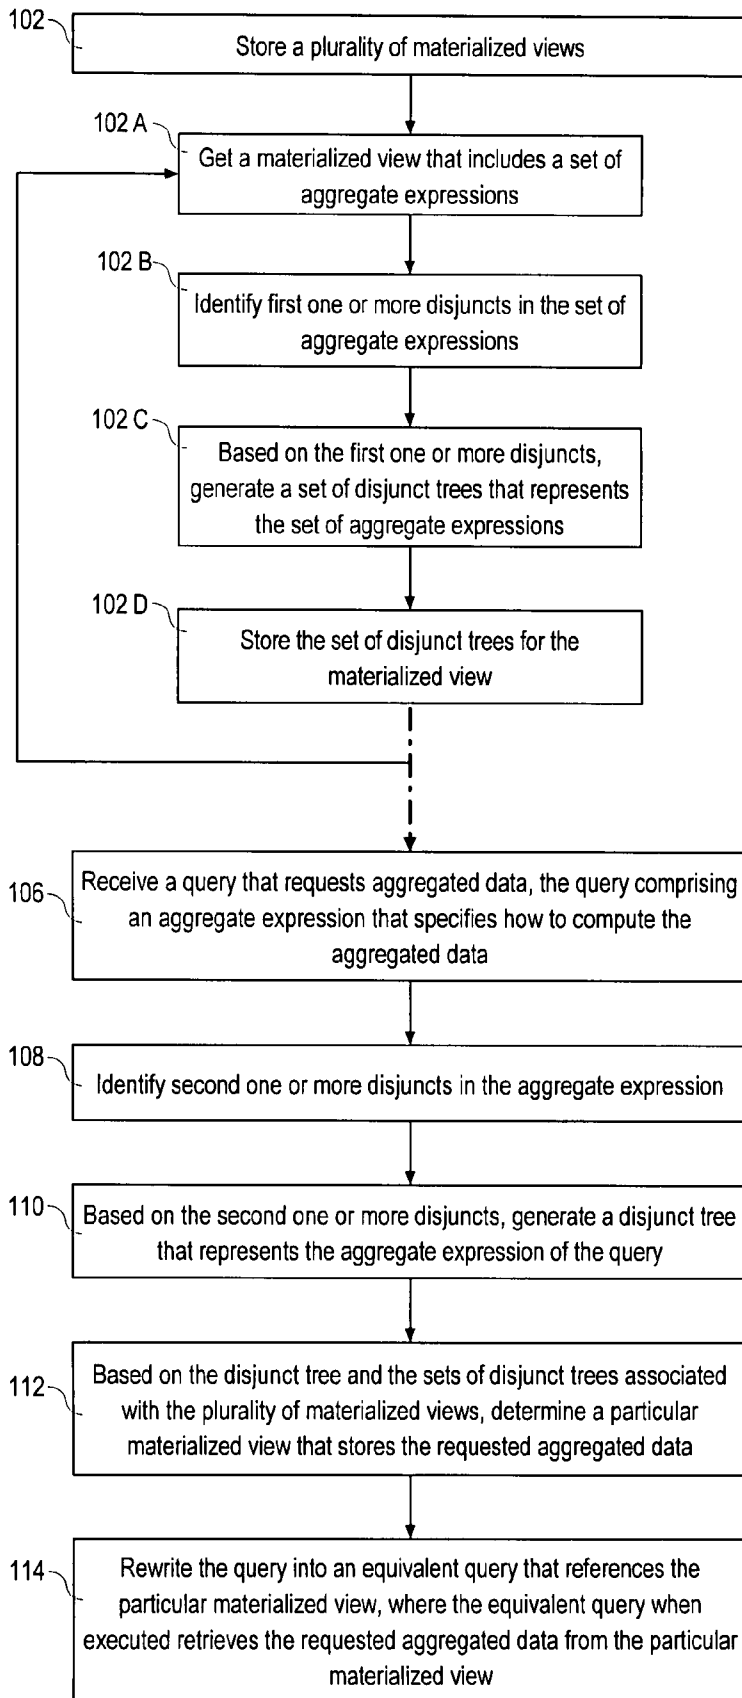 102
Store a plurality of materialized views
102 A
Get a materialized view that includes a set of
aggregate expressions
102 B
Identify first one or more disjuncts in the set of
aggregate expressions
102 C
Based on the first one or more disjuncts,
generate a set of disjunct trees that represents
the set of aggregate expressions
102 D
Store the set of disjunct trees for the
materialized view
106
Receive a query that requests aggregated data, the query comprising
an aggregate expression that specifies how to compute the
aggregated data
108
Identify second one or more disjuncts in the aggregate expression
110
Based on the second one or more disjuncts, generate a disjunct tree
that represents the aggregate expression of the query
112
Based on the disjunct tree and the sets of disjunct trees associated
with the plurality of materialized views, determine a particular
materialized view that stores the requested aggregated data
114
Rewrite the query into an equivalent query that references the
particular materialized view, where the equivalent query when
executed retrieves the requested aggregated data from the particular
materialized view